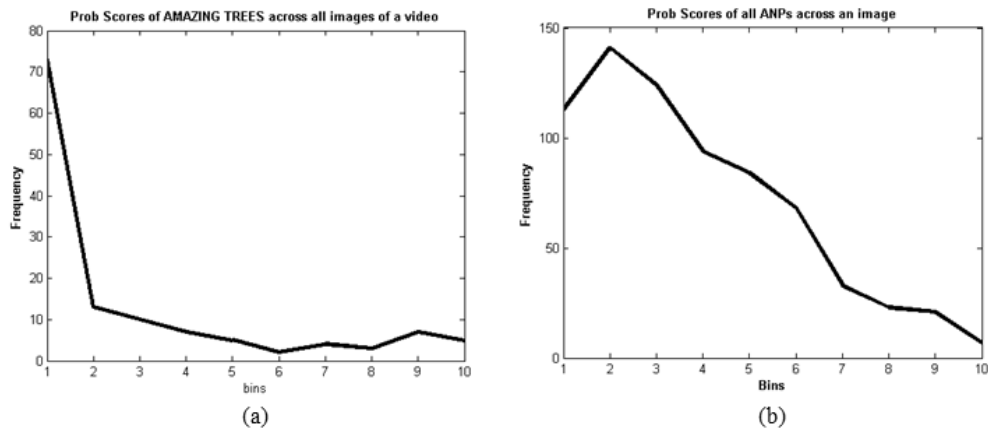 Prob Scores of AMAZING TREES across all images of a video
80
70
60
50
40
30
20
10
0
Frequency
1 2 3 4 5 6 7 8 9 10
bins
(a)
Prob Scores of all ANPs across an image
150
100
50
0
Frequency
1 2 3 4 5 6 7 8 9 10
Bins
(b)